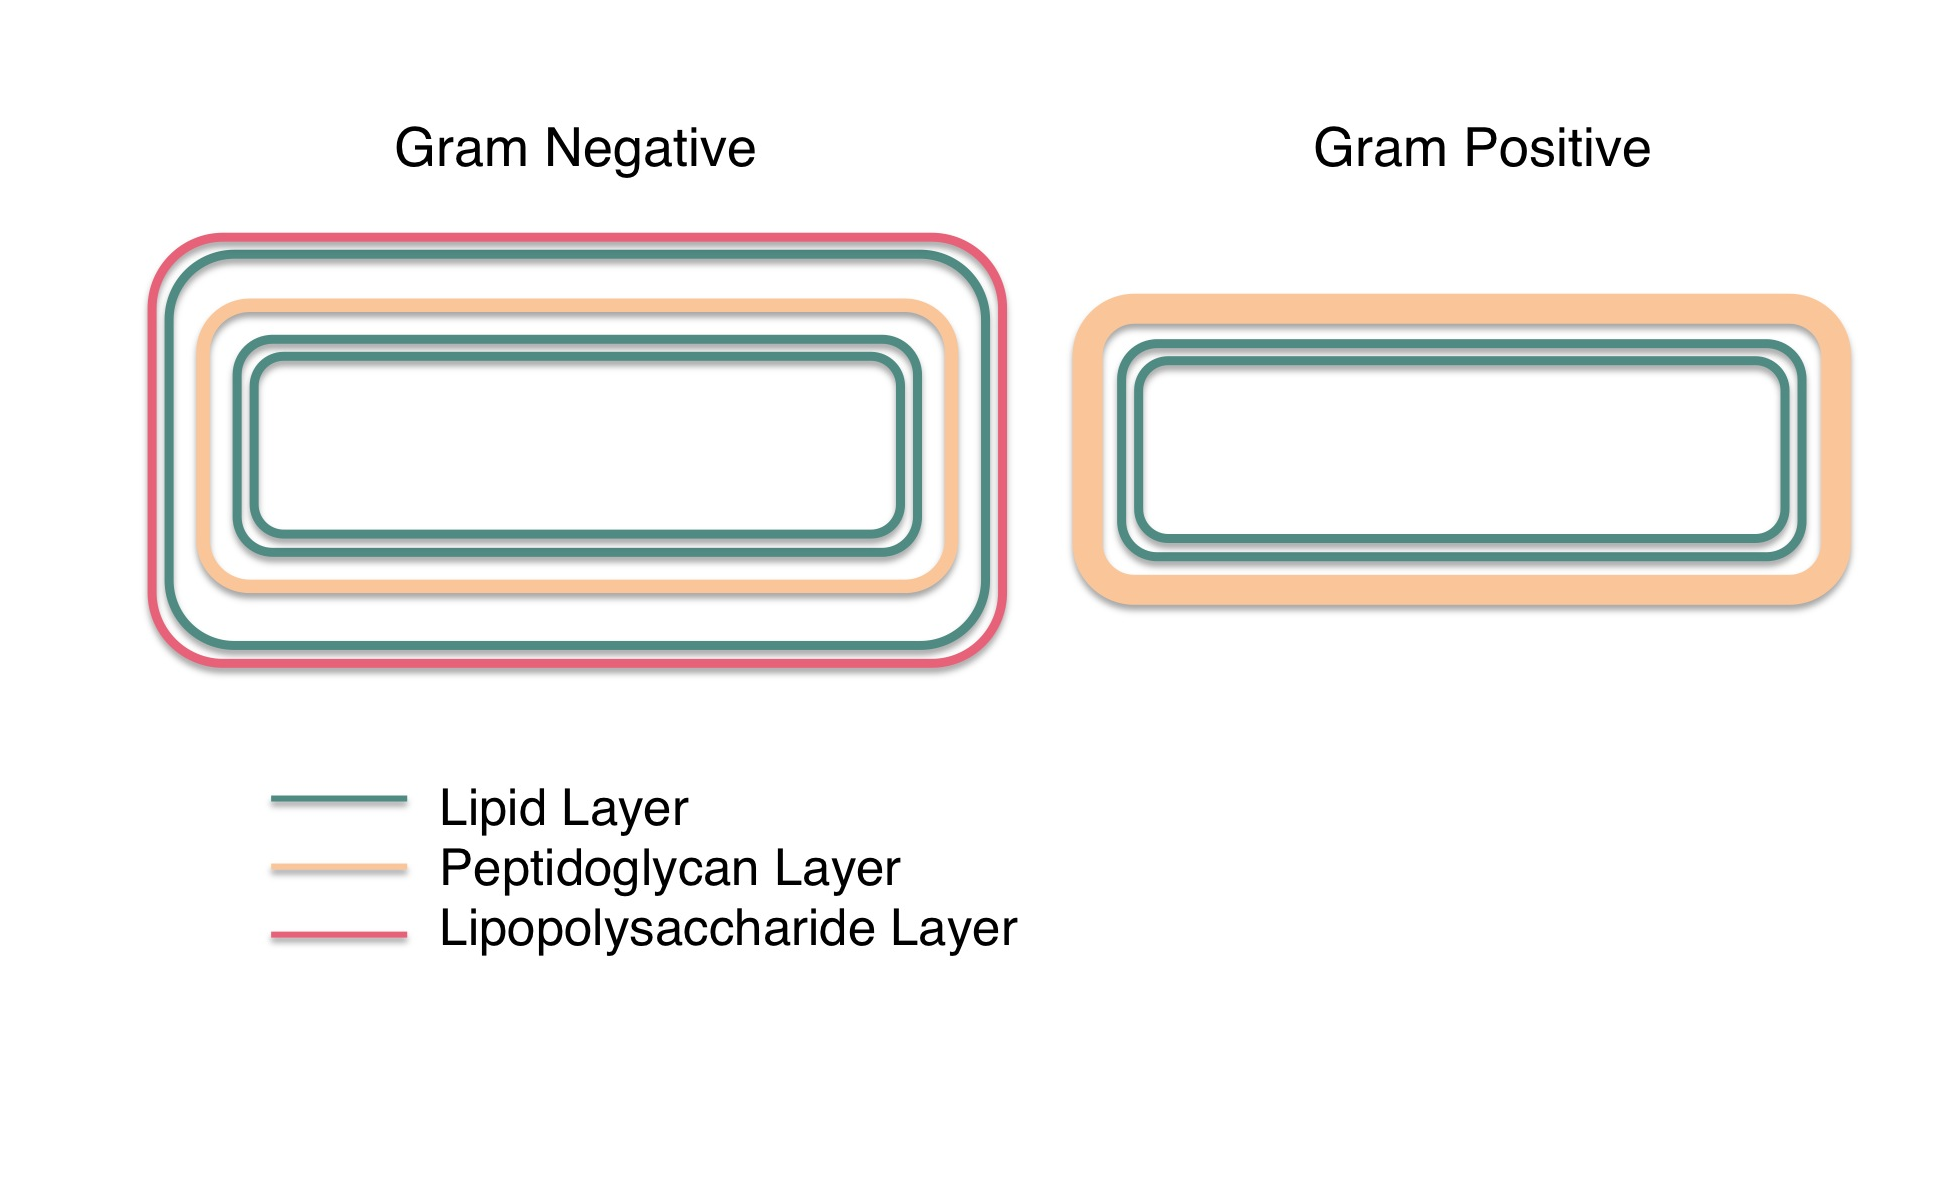 Gram Negative
Gram Positive
Lipid Layer
Peptidoglycan Layer
Lipopolysaccharide Layer